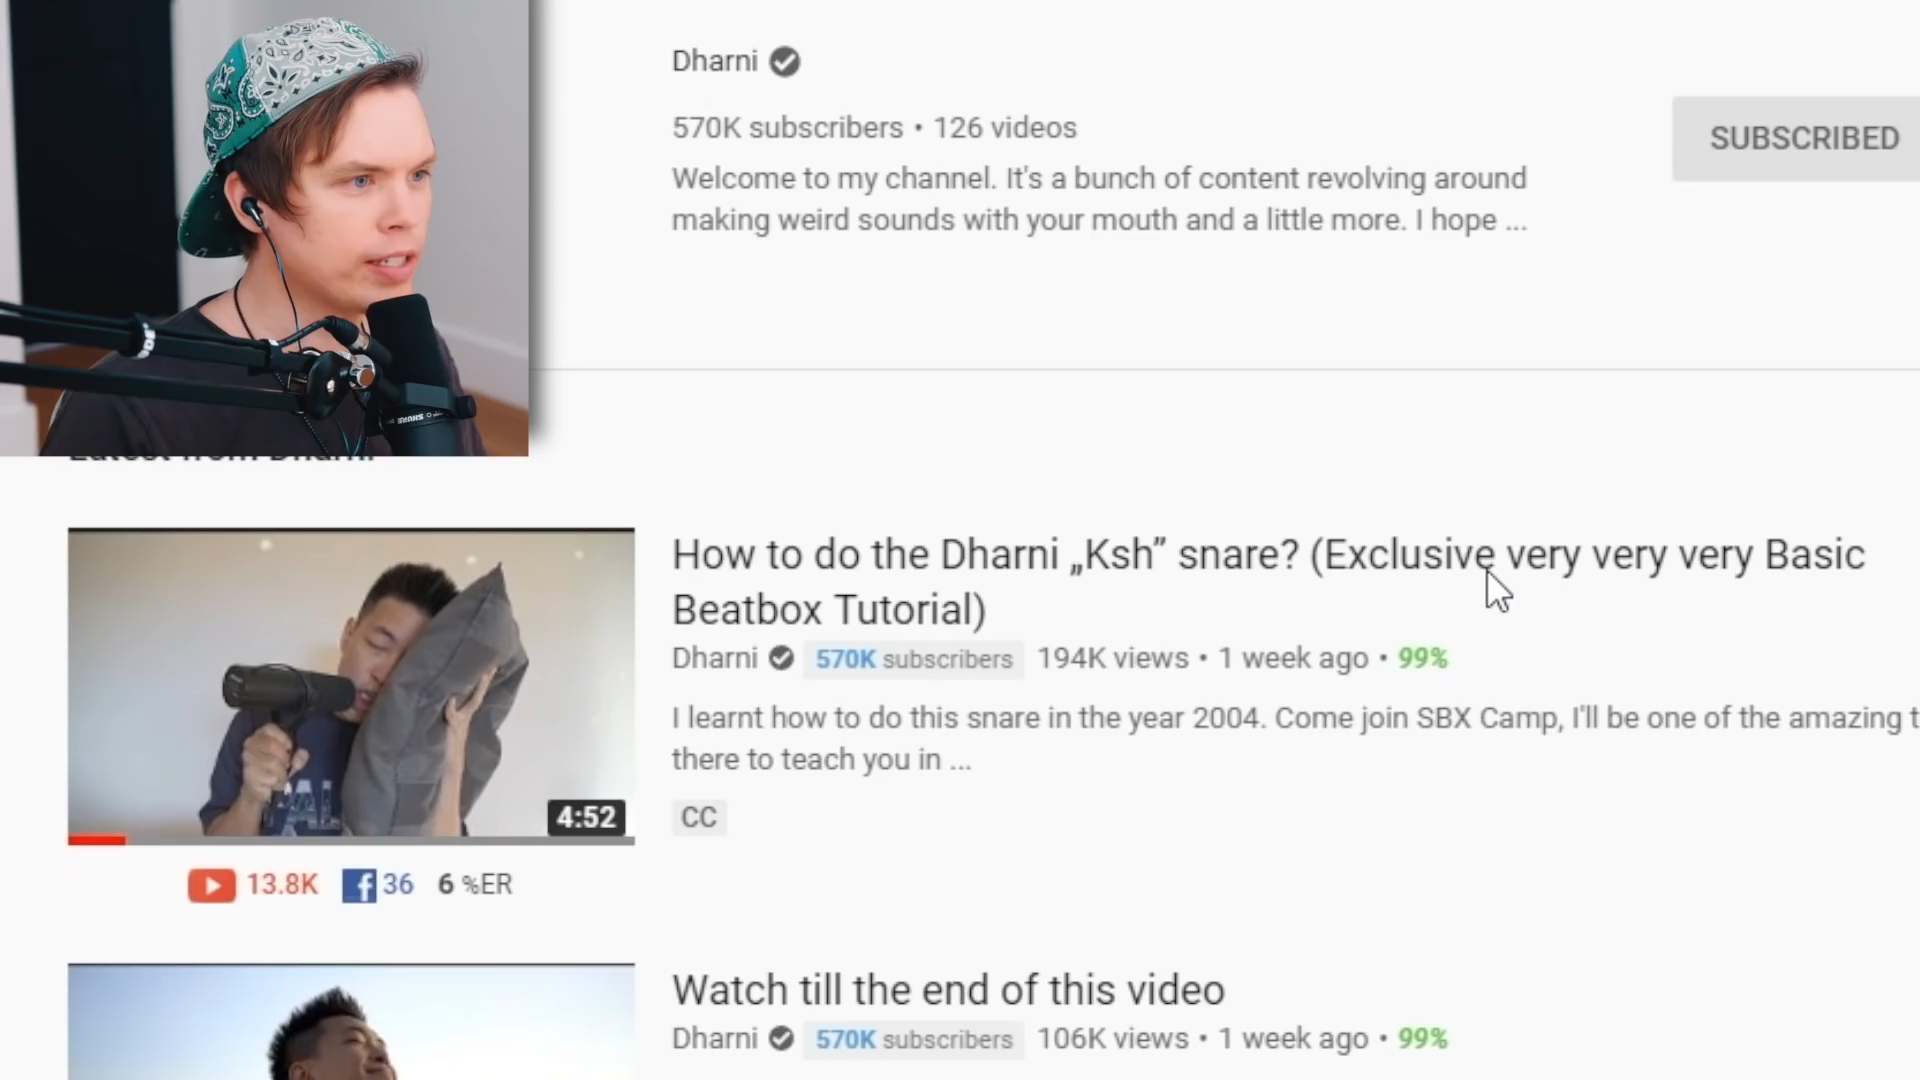 Dharni
570K subscribers • 126 videos
SUBSCRIBED
Welcome to my channel. It's a bunch of content revolving around
making weird sounds with your mouth and a little more. I hope ...
Latest from Dharni
How to do the Dharni „Ksh” snare? (Exclusive very very very Basic
Beatbox Tutorial)
Dharni 570K subscribers 194K views • 1 week ago • 99%
I learnt how to do this snare in the year 2004. Come join SBX Camp, I'll be one of the amazing t
there to teach you in ...
CC
4:52
13.8K 36 6 %ER
Watch till the end of this video
Dharni 570K subscribers 106K views • 1 week ago • 99%
SHURE